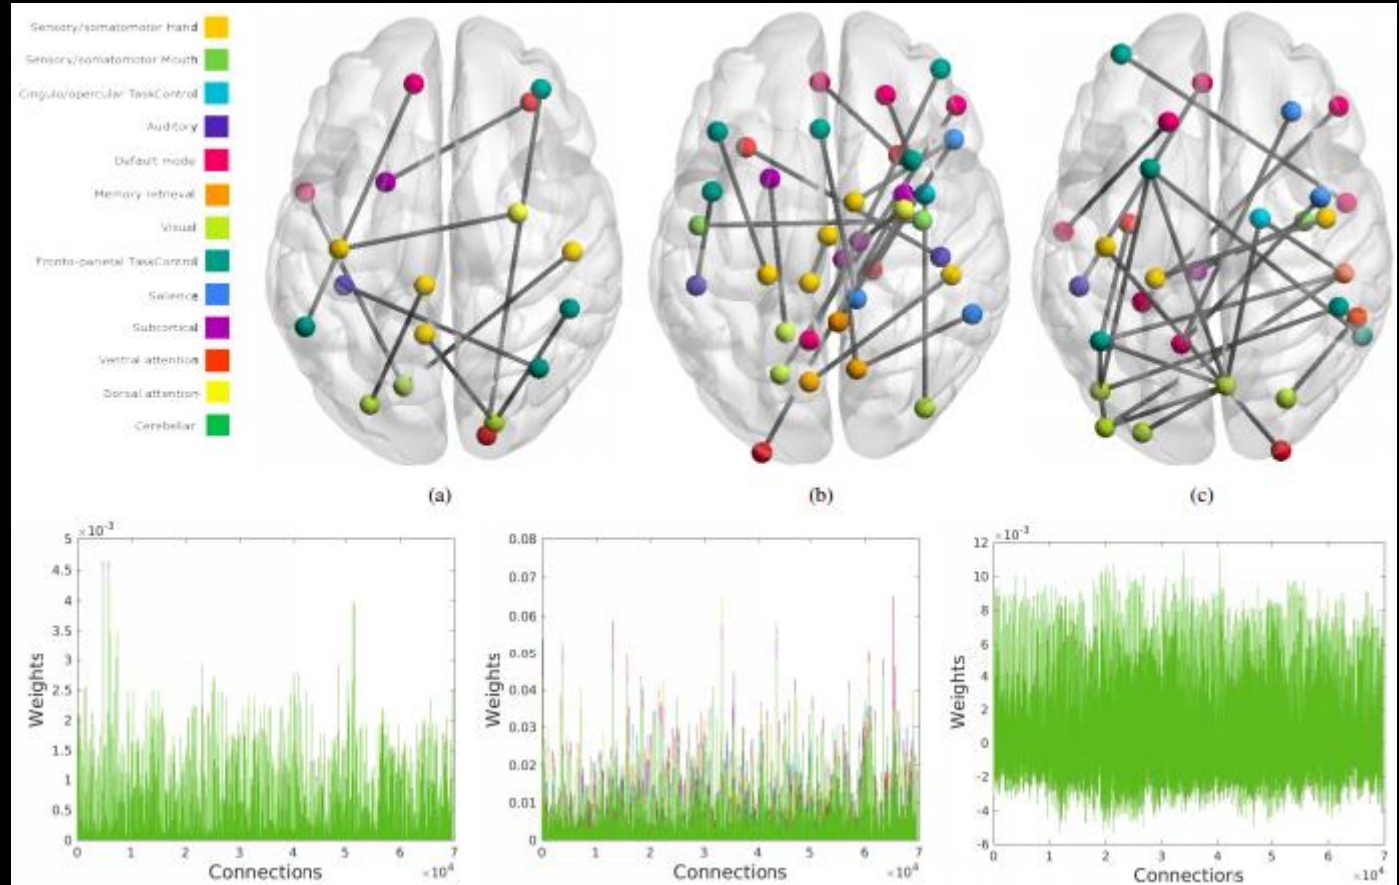 Sensory/somatomotor Hand
Sensory/somatomotor Mouth
Cingulo/opercular TaskControl
Auditory
Default mode
Memory retrieval
Visual
Fronto-parietal TaskControl
Salience
Subcortical
Ventral attention
Dorsal attention
Cerebellar
(a)
(b)
(c)
×10⁻³
5
4.5
4
3.5
3
2.5
2
1.5
1
0.5
0
Weights
0 1 2 3 4 5 6 7
Connections
×10⁴
0.08
0.07
0.06
0.05
0.04
0.03
0.02
0.01
0
Weights
0 1 2 3 4 5 6 7
Connections
×10⁴
×10⁻³
12
10
8
6
4
2
0
-2
-4
-6
Weights
0 1 2 3 4 5 6 7
Connections
×10⁴